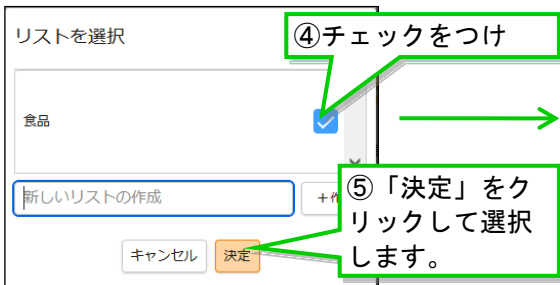 リストを選択
④チェックをつけ
食品
新しいリストの作成
＋作
⑤「決定」をク
リックして選択
します。
キャンセル
決定